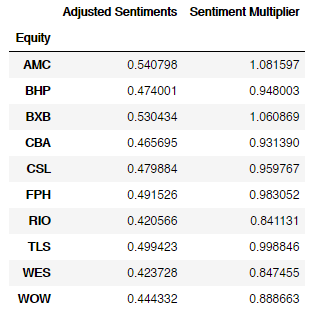 Adjusted Sentiments Sentiment Multiplier
Equity
AMC 0.540798 1.081597
BHP 0.474001 0.948003
BXB 0.530434 1.060869
CBA 0.465695 0.931390
CSL 0.479884 0.959767
FPH 0.491526 0.983052
RIO 0.420566 0.841131
TLS 0.499423 0.998846
WES 0.423728 0.847455
WOW 0.444332 0.888663